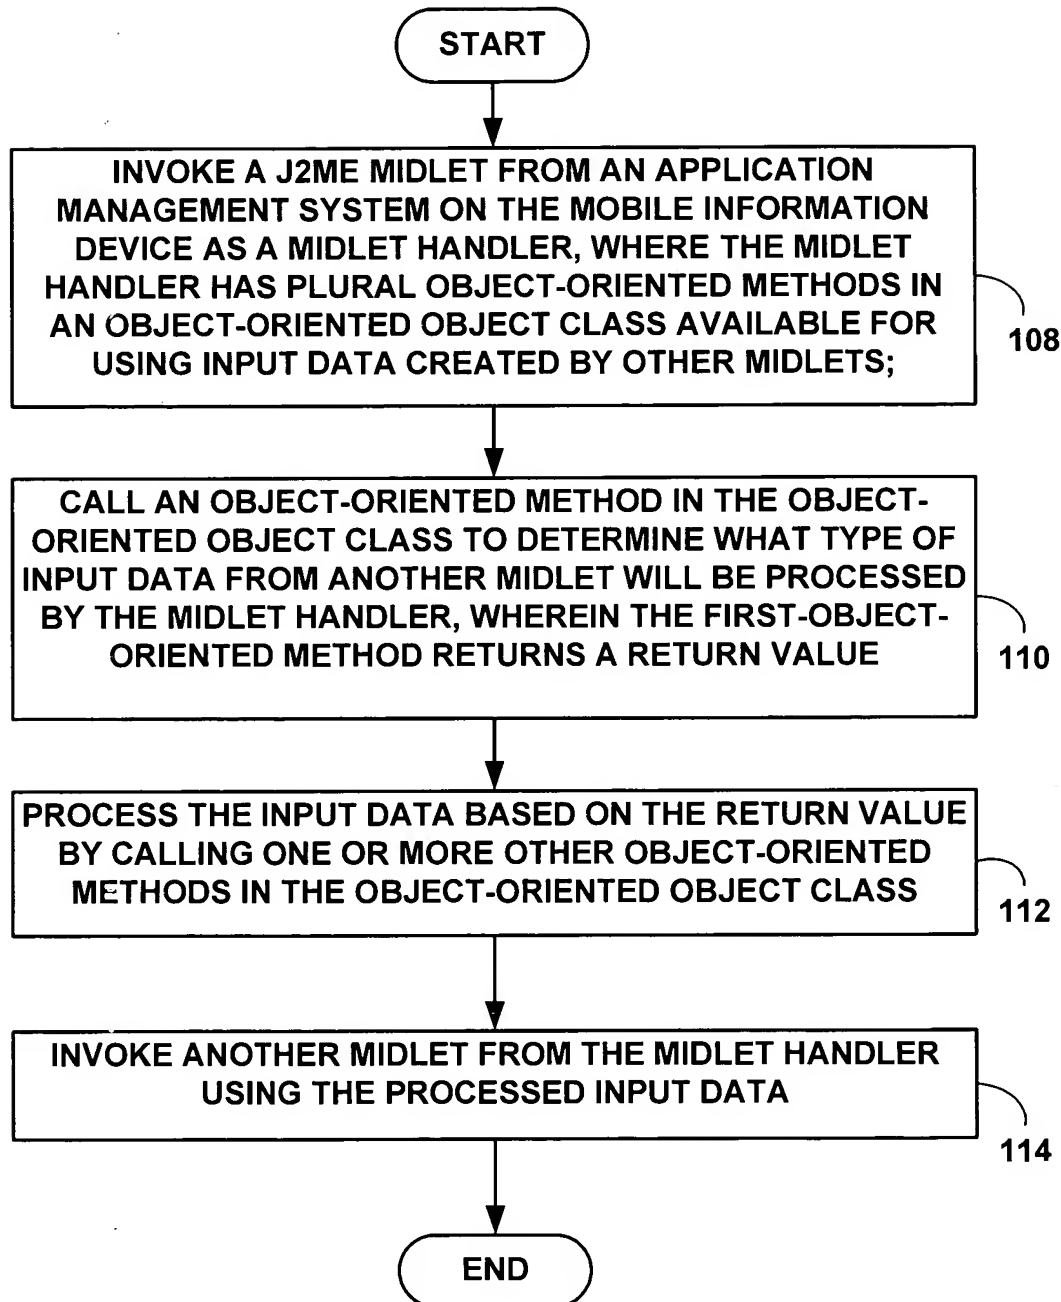 START
INVOKE A J2ME MIDLET FROM AN APPLICATION
MANAGEMENT SYSTEM ON THE MOBILE INFORMATION
DEVICE AS A MIDLET HANDLER, WHERE THE MIDLET
HANDLER HAS PLURAL OBJECT-ORIENTED METHODS IN
AN OBJECT-ORIENTED OBJECT CLASS AVAILABLE FOR
USING INPUT DATA CREATED BY OTHER MIDLETS;
108
CALL AN OBJECT-ORIENTED METHOD IN THE OBJECT-
ORIENTED OBJECT CLASS TO DETERMINE WHAT TYPE OF
INPUT DATA FROM ANOTHER MIDLET WILL BE PROCESSED
BY THE MIDLET HANDLER, WHEREIN THE FIRST-OBJECT-
ORIENTED METHOD RETURNS A RETURN VALUE
110
PROCESS THE INPUT DATA BASED ON THE RETURN VALUE
BY CALLING ONE OR MORE OTHER OBJECT-ORIENTED
METHODS IN THE OBJECT-ORIENTED OBJECT CLASS
112
INVOKE ANOTHER MIDLET FROM THE MIDLET HANDLER
USING THE PROCESSED INPUT DATA
114
END